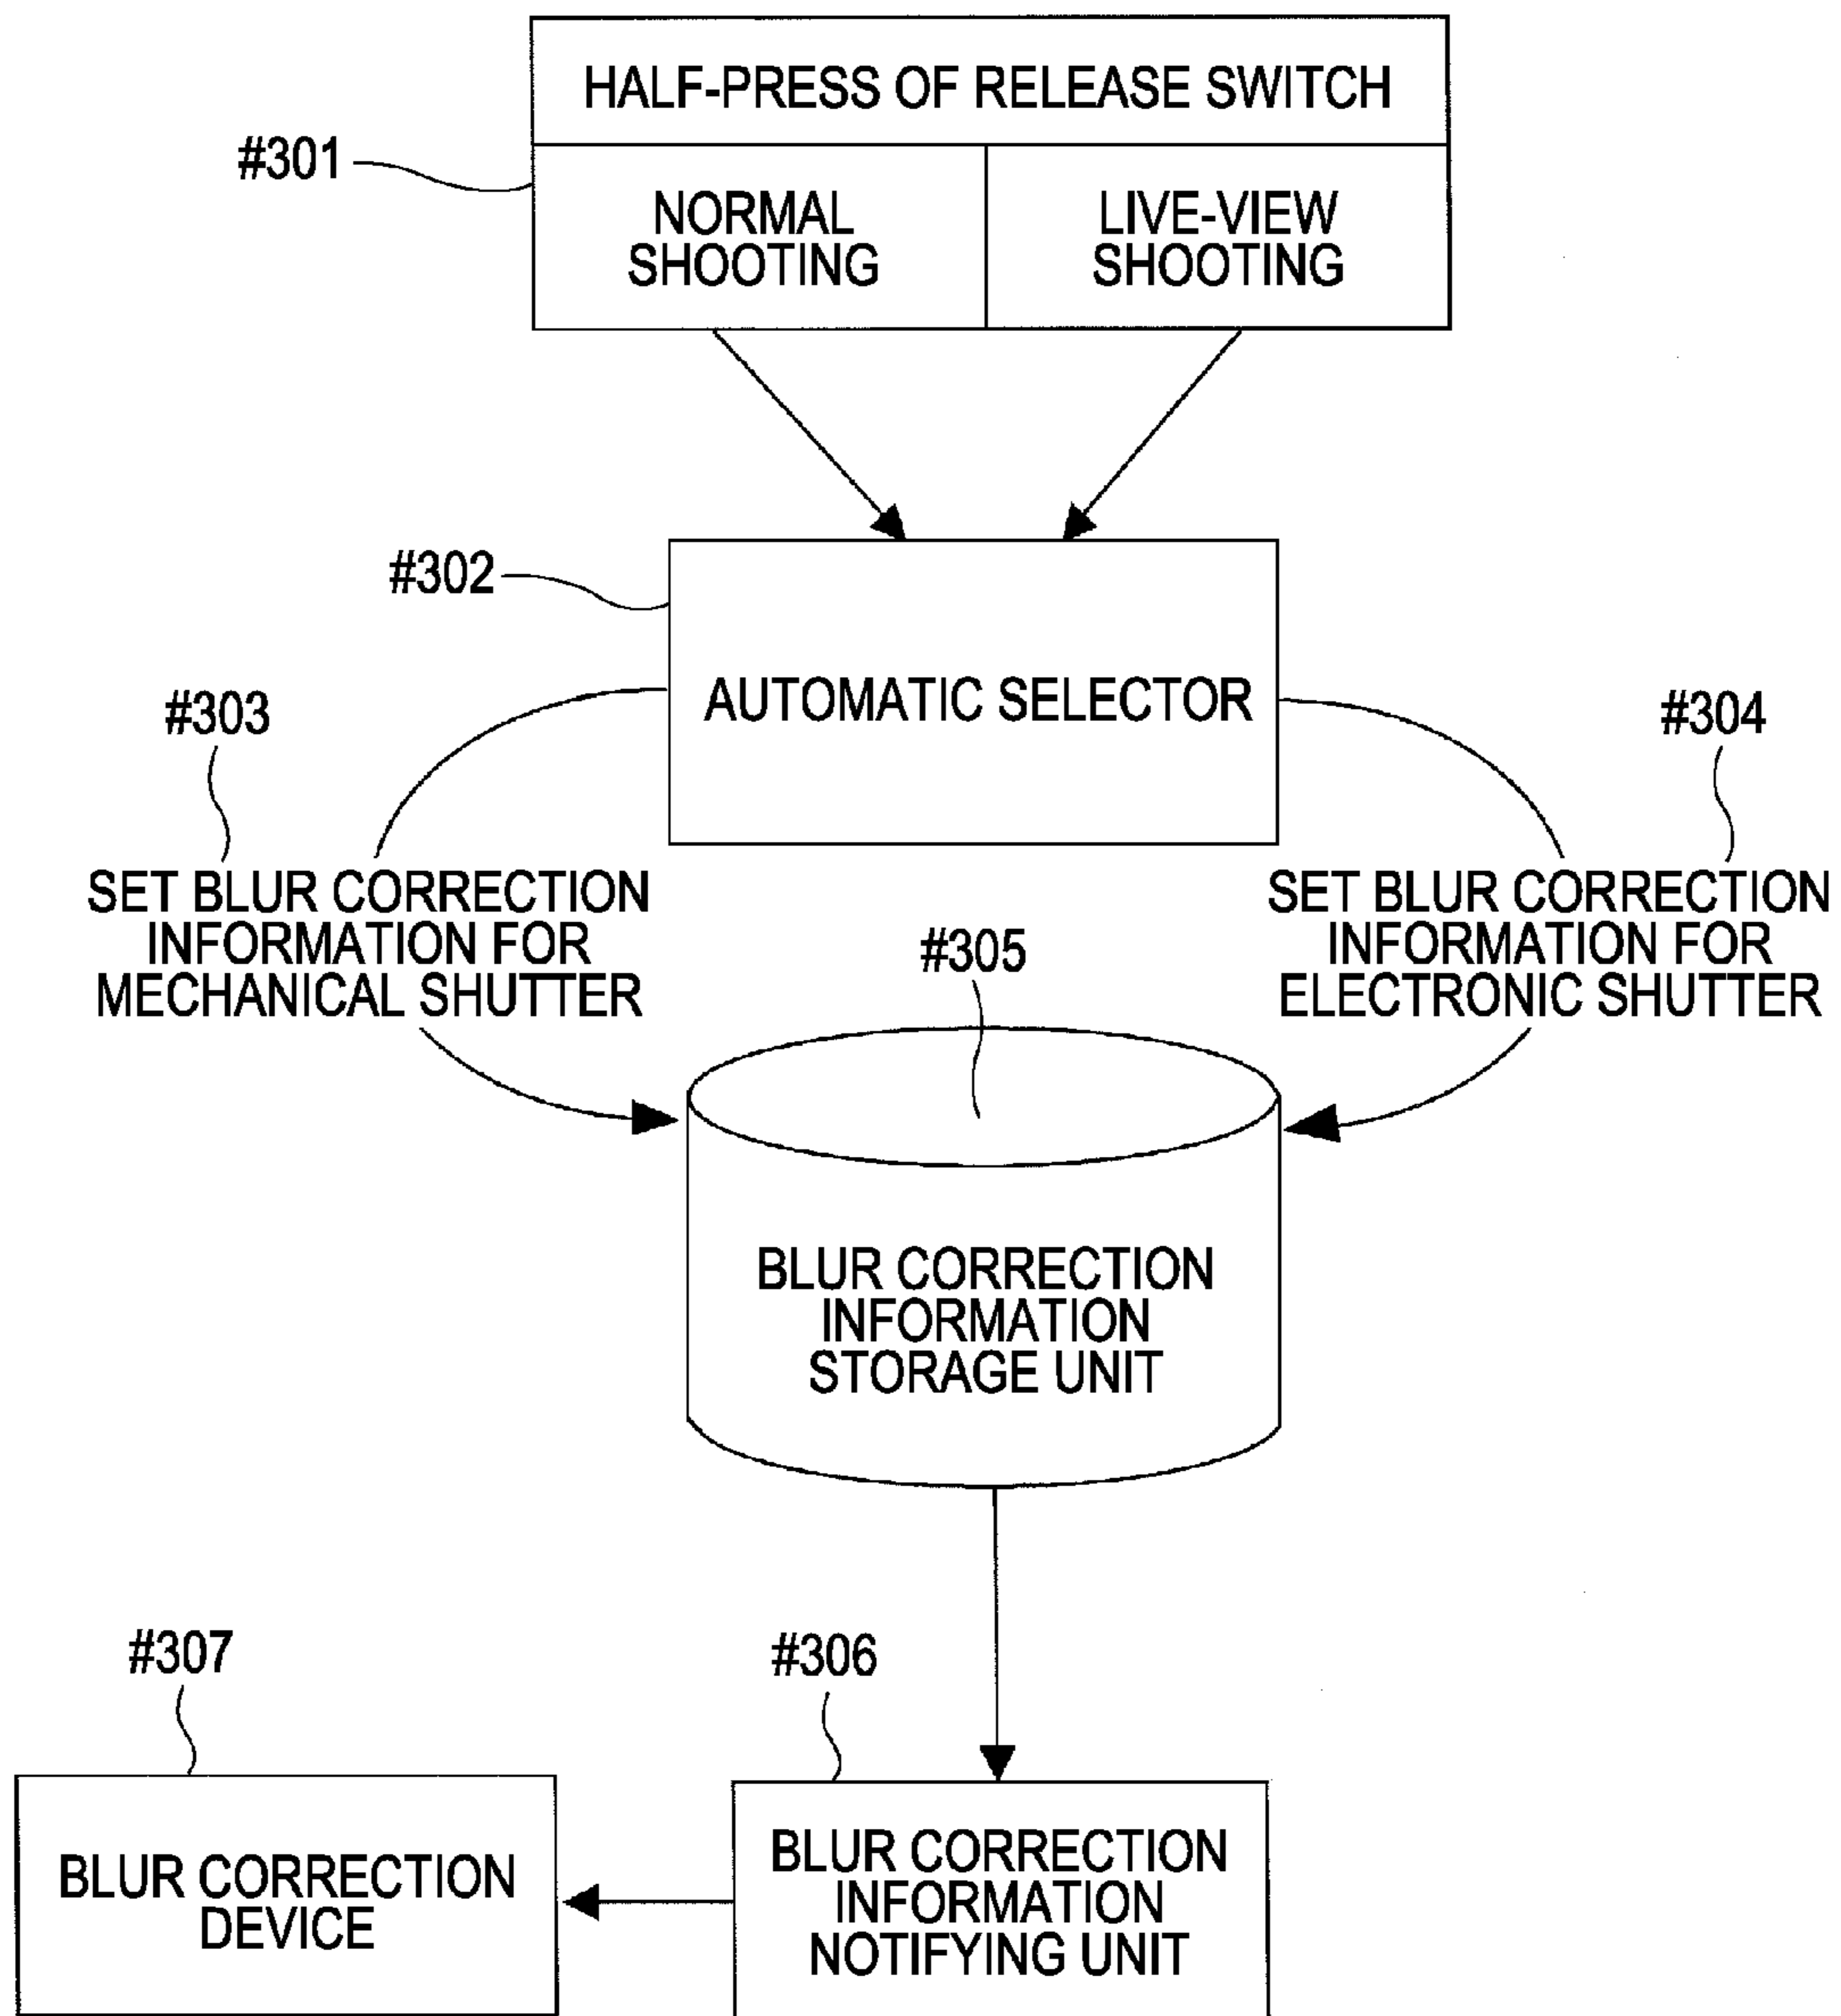 HALF-PRESS OF RELEASE SWITCH
#301
NORMAL
SHOOTING
LIVE-VIEW
SHOOTING
#302
AUTOMATIC SELECTOR
#303
#304
SET BLUR CORRECTION
INFORMATION FOR
MECHANICAL SHUTTER
SET BLUR CORRECTION
INFORMATION FOR
ELECTRONIC SHUTTER
#305
BLUR CORRECTION
INFORMATION
STORAGE UNIT
#307
#306
BLUR CORRECTION
DEVICE
BLUR CORRECTION
INFORMATION
NOTIFYING UNIT